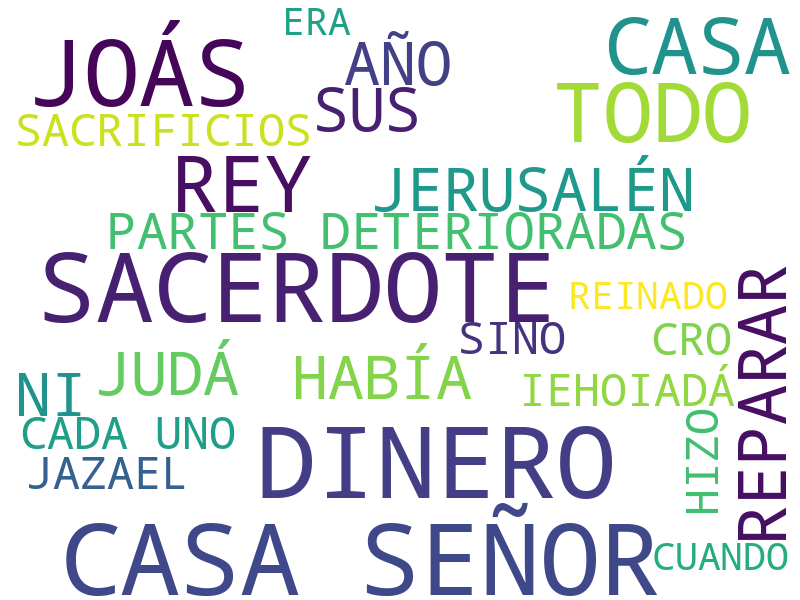 ERA
JOÁS
AÑO
CASA
SUS
TODO
SACRIFICIOS
REY
JERUSALÉN
PARTES DETERIORADAS
SACERDOTE
REINADO
SINO
CRO
REPARAR
JUDÁ
HABÍA
NI
IEHOIADÁ
CADA UNO
HIZO
DINERO
JAZAEL
CASA SEÑOR
CUANDO